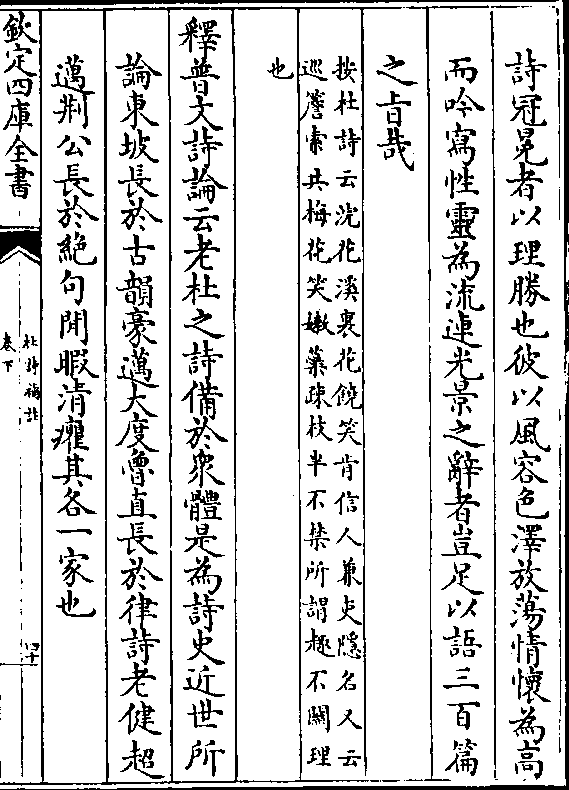 詩冠冕者以理勝也彼以風容色澤放蕩情懷為高
而吟寫性靈為流連光景之辭者豈足以語三百篇
之旨哉
按杜詩云浣花溪裏花饒笑肯信人兼吏隱名又云
巡簷索共梅花笑嫩蘂疎枝半不禁所謂趣不關理
也
釋普文詩論云老杜之詩備於衆體是為詩史近世所
論東坡長於古韻豪邁大度魯直長於律詩老健超
邁荆公長於絶句閒暇清癯其各一家也
欽定四庫全書
杜詩攟
卷下
四十